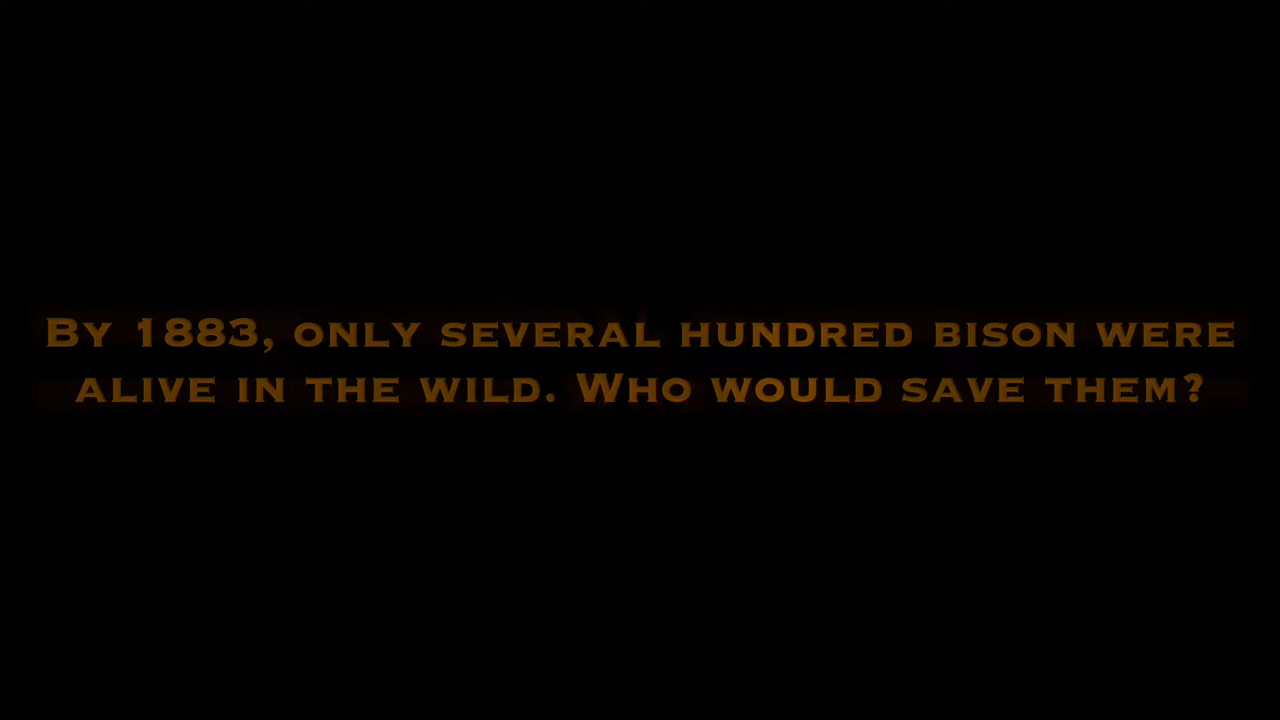 By 1883, only several hundred bison were
alive in the wild. Who would save them?